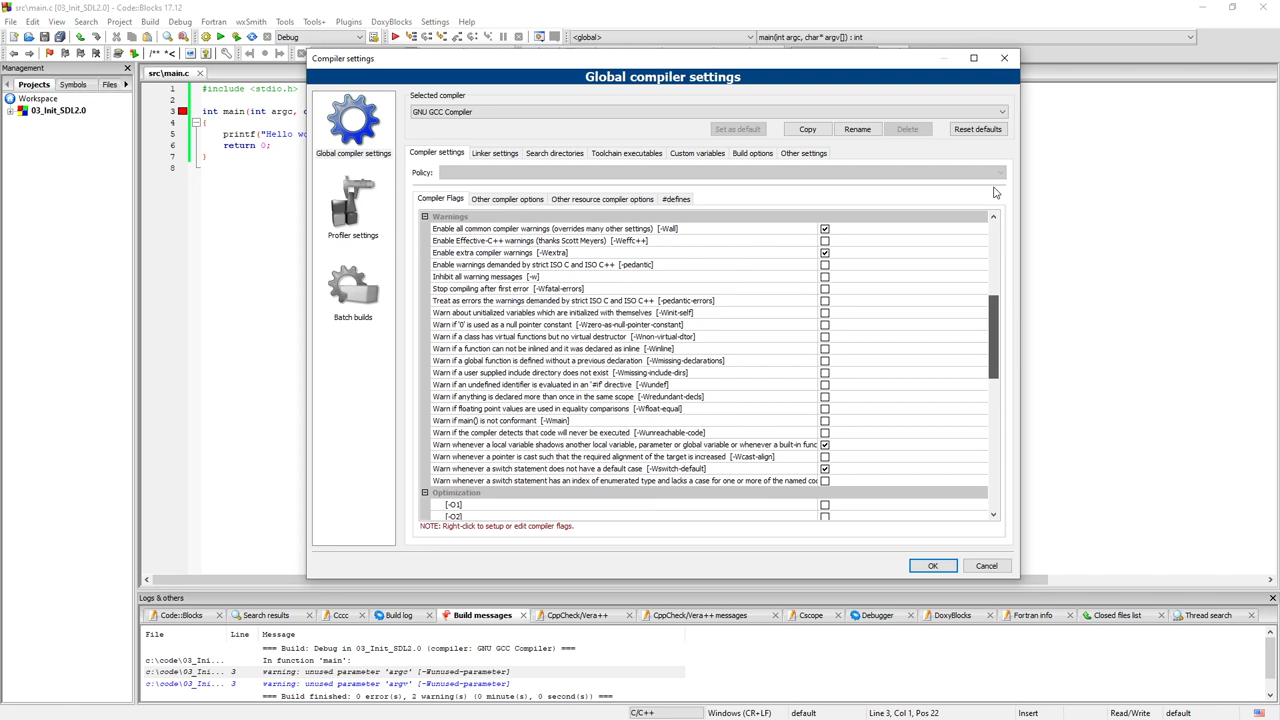 src\main.c [03_Init_SDL2.0] - Code::Blocks 17.12
File Edit View Search Project Build Debug Fortran wxSmith Tools Tools+ Plugins DoxyBlocks Settings Help
Debug <global> main(int argc, char* argv[]) : int
/** *<
Management
Projects Symbols Files
Workspace
03_Init_SDL2.0
src\main.c
1 #include <stdio.h>
2
3 int main(int argc,
4 {
5 printf("Hello
6 return 0;
7 }
8
Compiler settings
Global compiler settings
Global compiler settings
Profiler settings
Batch builds
Selected compiler
GNU GCC Compiler
Set as default Copy Rename Delete Reset defaults
Compiler settings Linker settings Search directories Toolchain executables Custom variables Build options Other settings
Policy:
Compiler Flags Other compiler options Other resource compiler options #defines
Warnings
Enable all common compiler warnings (overrides many other settings) [-Wall]
Enable Effective-C++ warnings (thanks Scott Meyers) [-Weffc++]
Enable extra compiler warnings [-Wextra]
Enable warnings demanded by strict ISO C and ISO C++ [-pedantic]
Inhibit all warning messages [-w]
Stop compiling after first error [-Wfatal-errors]
Treat as errors the warnings demanded by strict ISO C and ISO C++ [-pedantic-errors]
Warn about unitialized variables which are initialized with themselves [-Winit-self]
Warn if '0' is used as a null pointer constant [-Wzero-as-null-pointer-constant]
Warn if a class has virtual functions but no virtual destructor [-Wnon-virtual-dtor]
Warn if a function can not be inlined and it was declared as inline [-Winline]
Warn if a global function is defined without a previous declaration [-Wmissing-declarations]
Warn if a user supplied include directory does not exist [-Wmissing-include-dirs]
Warn if an undefined identifier is evaluated in an '#if' directive [-Wundef]
Warn if anything is declared more than once in the same scope [-Wredundant-decls]
Warn if floating point values are used in equality comparisons [-Wfloat-equal]
Warn if main() is not conformant [-Wmain]
Warn if the compiler detects that code will never be executed [-Wunreachable-code]
Warn whenever a local variable shadows another local variable, parameter or global variable or whenever a built-in func
Warn whenever a pointer is cast such that the required alignment of the target is increased [-Wcast-align]
Warn whenever a switch statement does not have a default case [-Wswitch-default]
Warn whenever a switch statement has an index of enumerated type and lacks a case for one or more of the named co
Optimization
[-O1]
[-O2]
NOTE: Right-click to setup or edit compiler flags.
OK Cancel
Logs & others
Code::Blocks Search results Cccc Build log Build messages CppCheck/Vera++ CppCheck/Vera++ messages Cscope Debugger DoxyBlocks Fortran info Closed files list Thread search
File Line Message
=== Build: Debug in 03_Init_SDL2.0 (compiler: GNU GCC Compiler) ===
c:\code\03_Ini... In function 'main':
c:\code\03_Ini... 3 warning: unused parameter 'argc' [-Wunused-parameter]
c:\code\03_Ini... 3 warning: unused parameter 'argv' [-Wunused-parameter]
=== Build finished: 0 error(s), 2 warning(s) (0 minute(s), 0 second(s)) ===
C/C++ Windows (CR+LF) default Line 3, Col 1, Pos 22 Insert Read/Write default